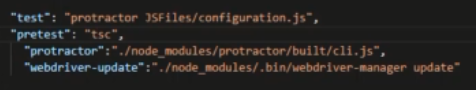 "test": "protractor JSFiles/configuration.js",
"pretest": "tsc",
"protractor":"./node_modules/protractor/built/cli.js",
"webdriver-update":"./node_modules/.bin/webdriver-manager update"